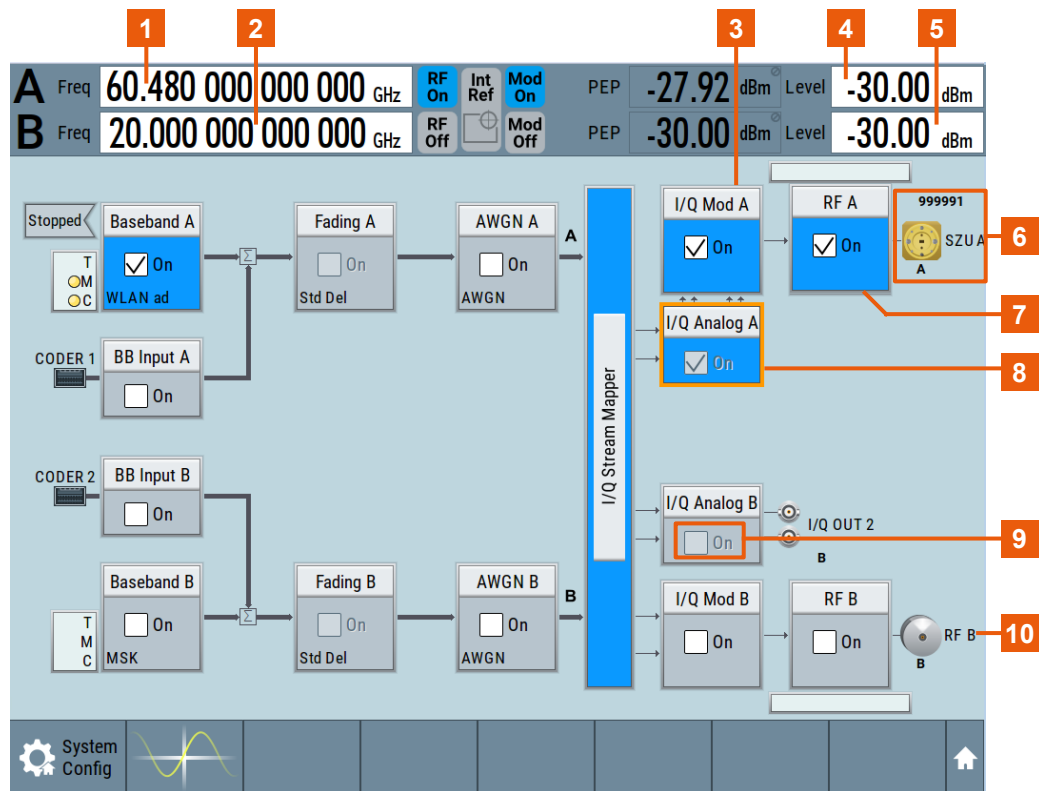 1 2 3 4 5
A Freq 60.480 000 000 000 GHz RF On Int Ref Mod On PEP -27.92 dBm Level -30.00 dBm
B Freq 20.000 000 000 000 GHz RF Off Mod Off PEP -30.00 dBm Level -30.00 dBm
Stopped
Baseband A
On
WLAN ad
T
M
C
Fading A
On
Std Del
AWGN A
On
AWGN
A
I/Q Mod A
On
RF A
On
999991
SZU A
A
6
7
Σ
CODER 1
BB Input A
On
I/Q Analog A
On
8
I/Q Stream Mapper
CODER 2
BB Input B
On
I/Q Analog B
On
I/Q OUT 2
B
9
Baseband B
On
MSK
T
M
C
Σ
Fading B
On
Std Del
AWGN B
On
AWGN
B
I/Q Mod B
On
RF B
On
RF B
B
10
System
Config